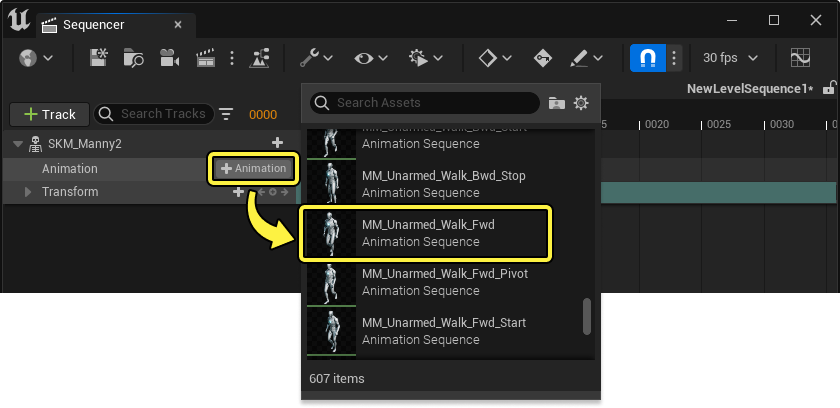 Sequencer
30 fps
NewLevelSequence1*
Track
Search Tracks
0000
Search Assets
5
0020
0025
0030
SKM_Manny2
Animation
Animation
Transform
MM_Unarmed_Walk_Bwd_Start
Animation Sequence
MM_Unarmed_Walk_Bwd_Stop
Animation Sequence
MM_Unarmed_Walk_Fwd
Animation Sequence
MM_Unarmed_Walk_Fwd_Pivot
Animation Sequence
MM_Unarmed_Walk_Fwd_Start
Animation Sequence
607 items